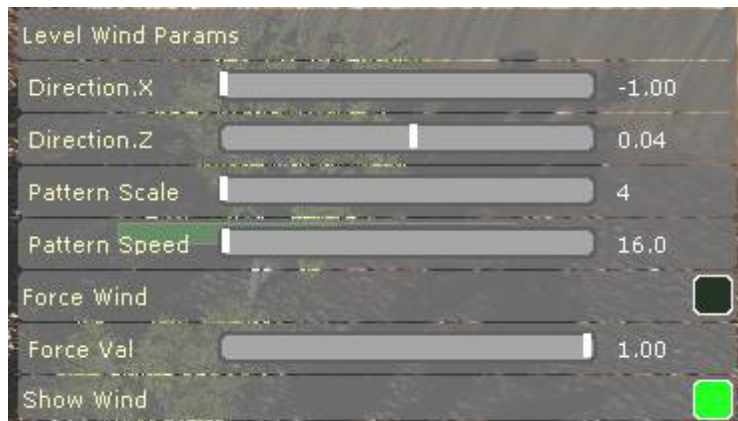 Level Wind Params
Direction.X -1.00
Direction.Z 0.04
Pattern Scale 4
Pattern Speed 16.0
Force Wind
Force Val 1.00
Show Wind